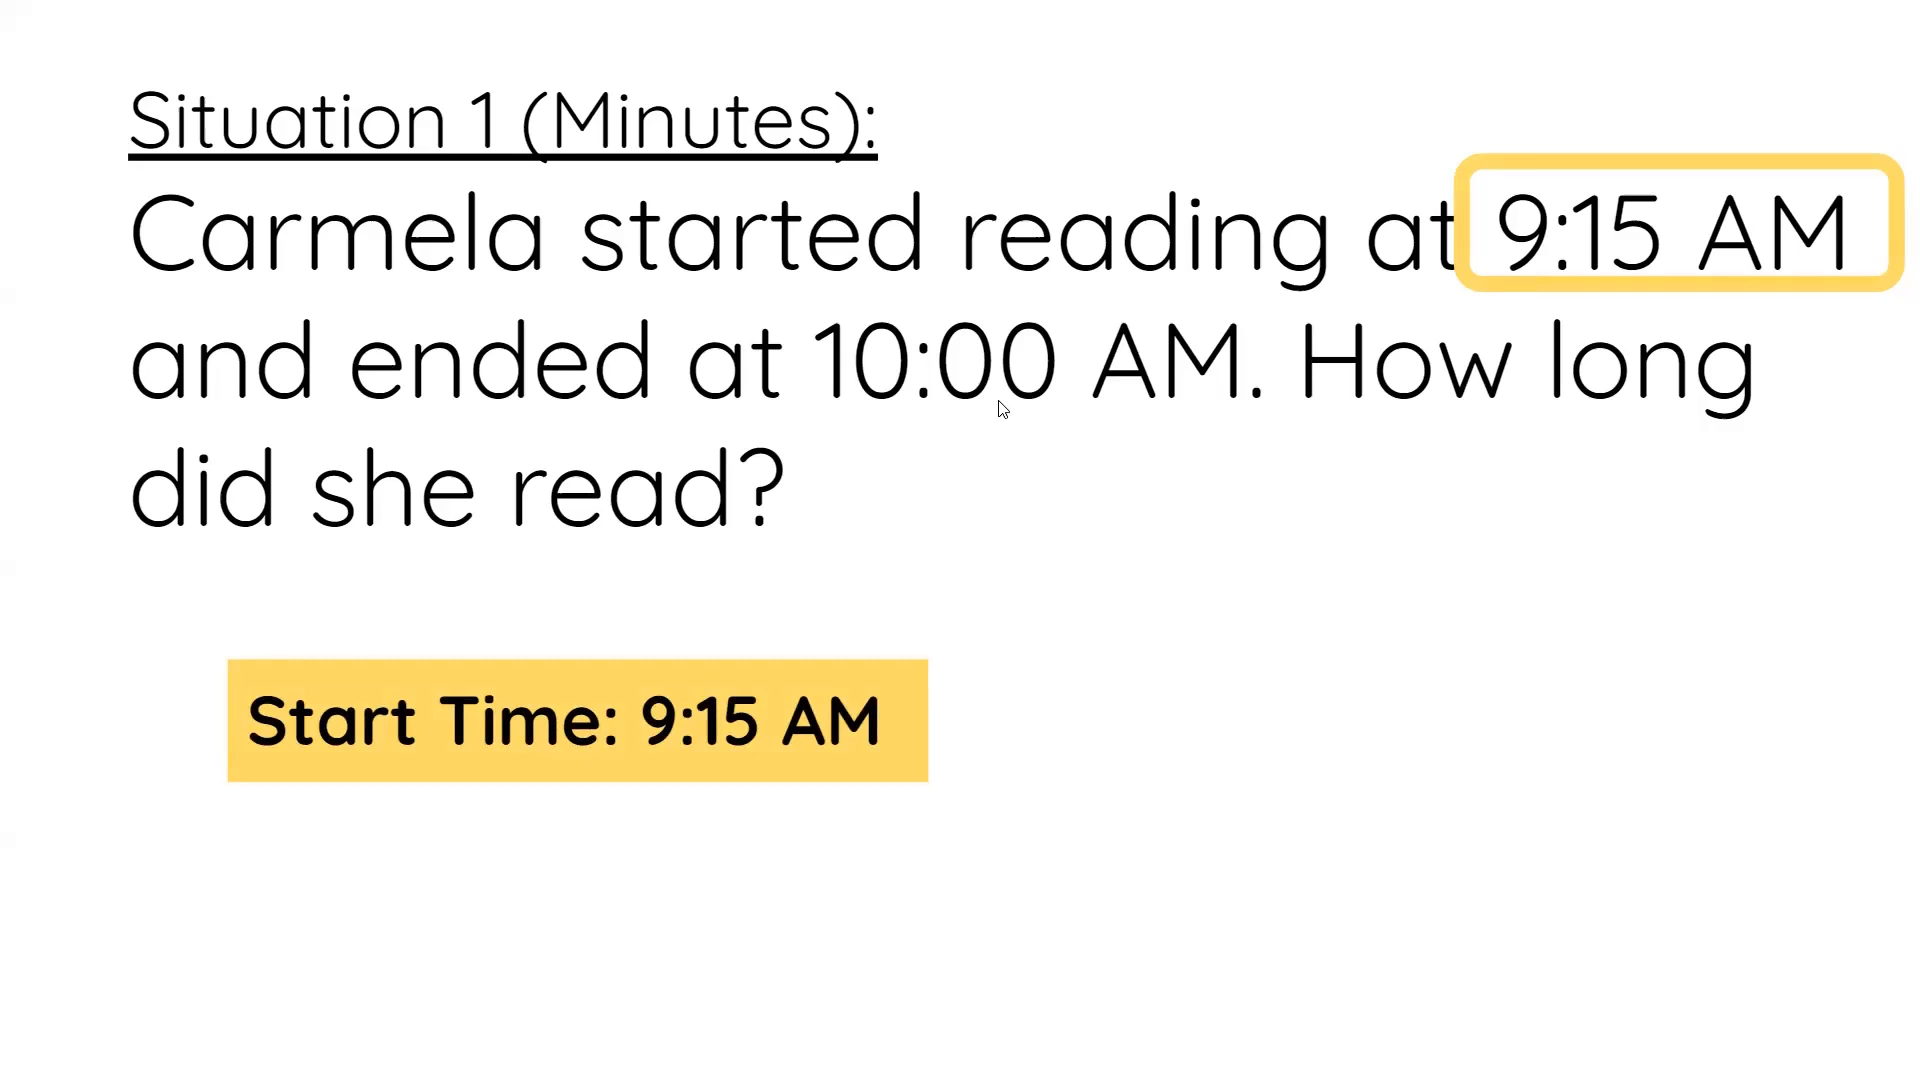 Situation 1 (Minutes):
Carmela started reading at 9:15 AM
and ended at 10:00 AM. How long
did she read?
Start Time: 9:15 AM